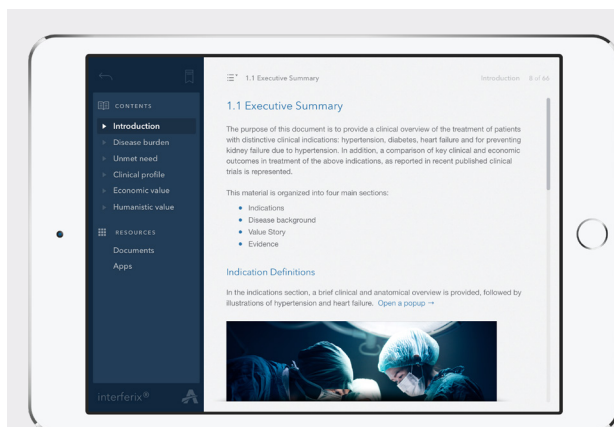 1.1 Executive Summary
Introduction 8 of 66
CONTENTS
Introduction
Disease burden
Unmet need
Clinical profile
Economic value
Humanistic value
RESOURCES
Documents
Apps
interferix®
1.1 Executive Summary
The purpose of this document is to provide a clinical overview of the treatment of patients
with distinctive clinical indications: hypertension, diabetes, heart failure and for preventing
kidney failure due to hypertension. In addition, a comparison of key clinical and economic
outcomes in treatment of the above indications, as reported in recent published clinical
trials is represented.
This material is organized into four main sections:
• Indications
• Disease background
• Value Story
• Evidence
Indication Definitions
In the indications section, a brief clinical and anatomical overview is provided, followed by
illustrations of hypertension and heart failure. Open a popup →